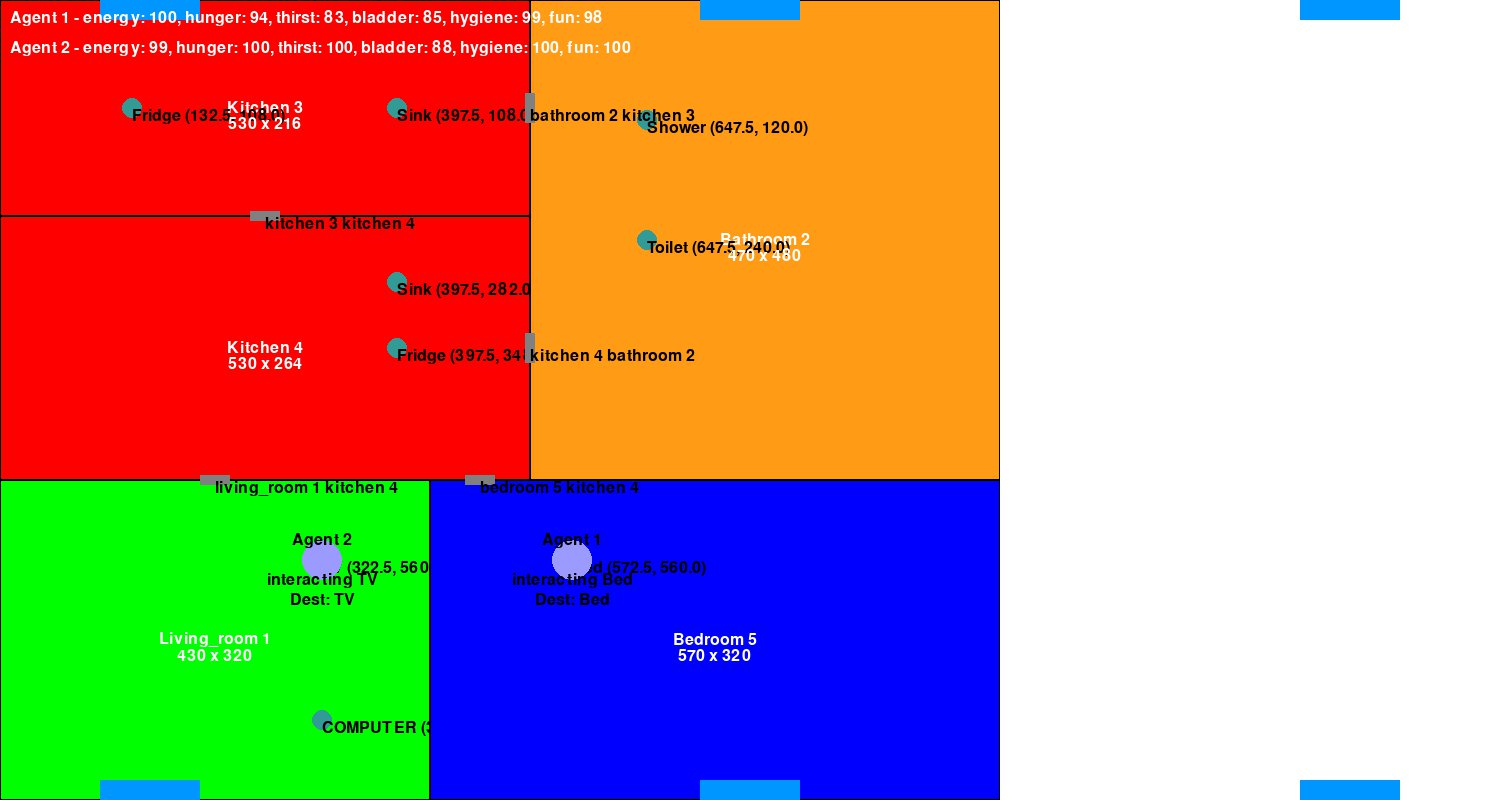 Agent 1 - energy: 100, hunger: 94, thirst: 83, bladder: 85, hygiene: 99, fun: 98
Agent 2 - energy: 99, hunger: 100, thirst: 100, bladder: 88, hygiene: 100, fun: 100
Kitchen 3
530 x 216
Fridge (132.5,
Sink (397.5, 108.0
bathroom 2 kitchen 3
Shower (647.5, 120.0)
kitchen 3 kitchen 4
Bathroom 2
470 x 480
Toilet (647.5, 240.0)
Sink (397.5, 282.0
Kitchen 4
530 x 264
Fridge (397.5,
kitchen 4 bathroom 2
living_room 1 kitchen 4
bedroom 5 kitchen 4
Agent 2
(322.5, 560
interacting TV
Dest: TV
Agent 1
(572.5, 560.0)
interacting Bed
Dest: Bed
Living_room 1
430 x 320
Bedroom 5
570 x 320
COMPUTER